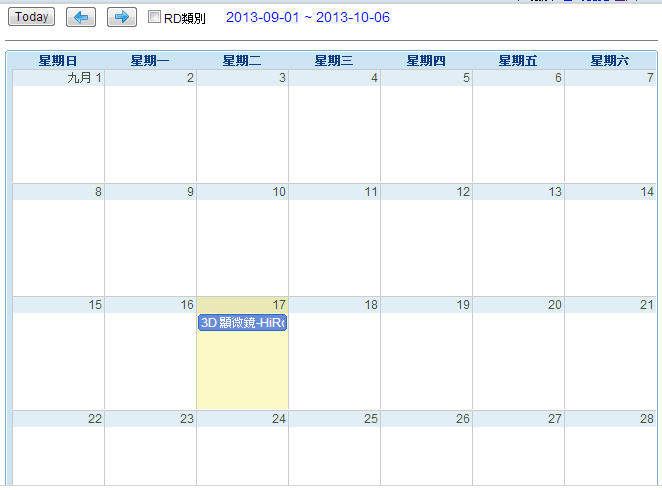 Today RD類別 2013-09-01 ~ 2013-10-06
星期日 星期一 星期二 星期三 星期四 星期五 星期六
九月 1 2 3 4 5 6 7
8 9 10 11 12 13 14
15 16 17 18 19 20 21
3D 顯微鏡-HiR
22 23 24 25 26 27 28